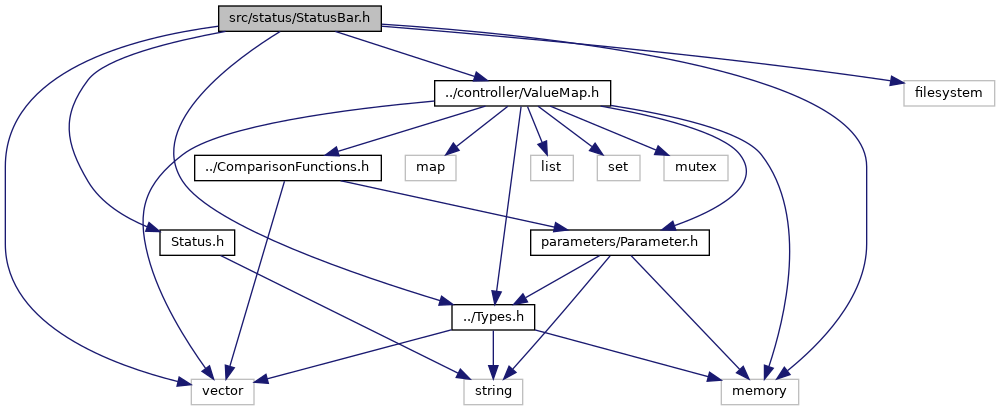 src/status/StatusBar.h
../controller/ValueMap.h
filesystem
../ComparisonFunctions.h
map
list
set
mutex
Status.h
parameters/Parameter.h
../Types.h
vector
string
memory